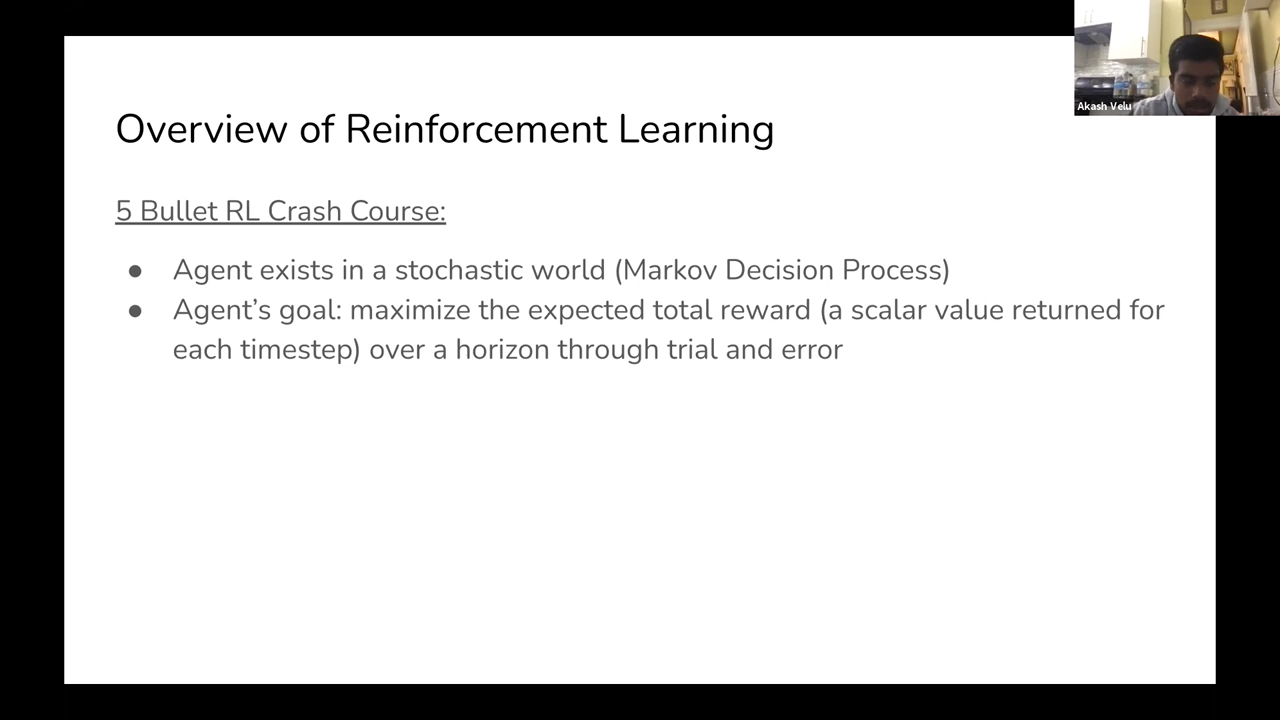 Akash Velu
Overview of Reinforcement Learning
5 Bullet RL Crash Course:
● Agent exists in a stochastic world (Markov Decision Process)
● Agent’s goal: maximize the expected total reward (a scalar value returned for
each timestep) over a horizon through trial and error